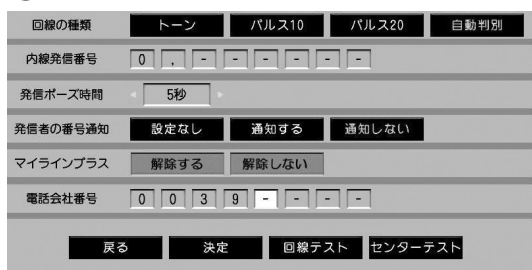 回線の種類 トーン パルス10 パルス20 自動判別
内線発信番号 0 , - - - - - -
発信ポーズ時間 5秒
発信者の番号通知 設定なし 通知する 通知しない
マイラインプラス 解除する 解除しない
電話会社番号 0 0 3 9 - - - -
戻る 決定 回線テスト センターテスト